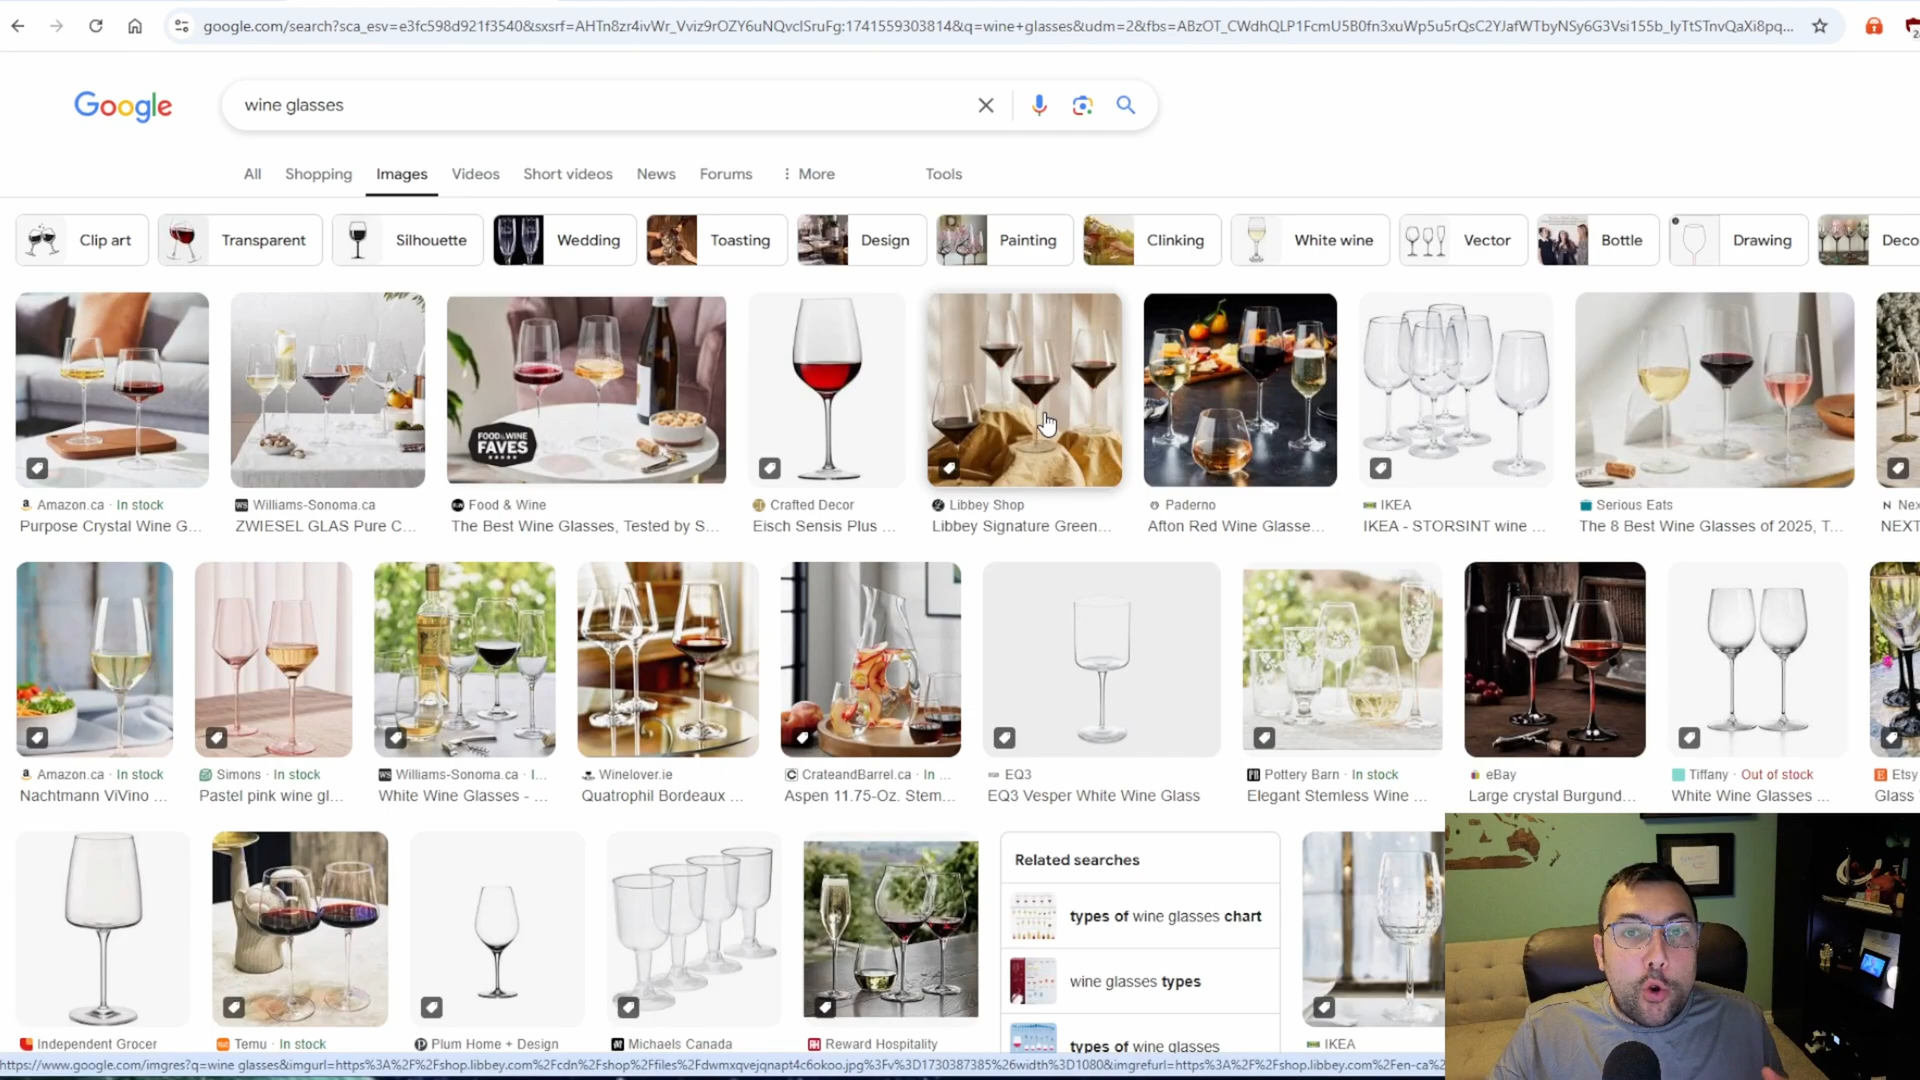 google.com/search?sca_esv=e3fc598d921f3540&sxsrf=AHTn8zr4ivWr_Vviz9rOZY6uNQvcISruFg:1741559303814&q=wine+glasses&udm=2&fbs=ABzOT_CWdhQLP1FcmU5B0fn3xuWp5u5rQsC2YJafWTbyNSy6G3Vsi155b_IyTtSTnvQaXi8pq...
Google
wine glasses
All Shopping Images Videos Short videos News Forums More Tools
Clip art Transparent Silhouette Wedding Toasting Design Painting Clinking White wine Vector Bottle Drawing Deco
FOOD&WINE
FAVES
Amazon.ca · In stock
Purpose Crystal Wine G...
Williams-Sonoma.ca
ZWIESEL GLAS Pure C...
Food & Wine
The Best Wine Glasses, Tested by S...
Crafted Decor
Eisch Sensis Plus ...
Libbey Shop
Libbey Signature Green...
Paderno
Afton Red Wine Glasse...
IKEA
IKEA - STORSINT wine ...
Serious Eats
The 8 Best Wine Glasses of 2025, T...
N Nex
NEXT
Amazon.ca · In stock
Nachtmann ViVino ...
Simons · In stock
Pastel pink wine gl...
Williams-Sonoma.ca · I...
White Wine Glasses - ...
Winelover.ie
Quatrophil Bordeaux ...
CrateandBarrel.ca · In ...
Aspen 11.75-Oz. Stem...
EQ3
EQ3 Vesper White Wine Glass
Pottery Barn · In stock
Elegant Stemless Wine ...
eBay
Large crystal Burgund...
Tiffany · Out of stock
White Wine Glasses ...
Etsy
Glass
Related searches
types of wine glasses chart
wine glasses types
types of wine glasses
Independent Grocer
Temu · In stock
Plum Home + Design
Michaels Canada
Reward Hospitality
IKEA
https://www.google.com/imgres?q=wine glasses&imgurl=https%3A%2F%2Fshop.libbey.com%2Fcdn%2Fshop%2Ffiles%2Fdwmxqvejqnapt4c6okoo.jpg%3Fv%3D1730387385%26width%3D1080&imgrefurl=https%3A%2F%2Fshop.libbey.com%2Fen-ca%2